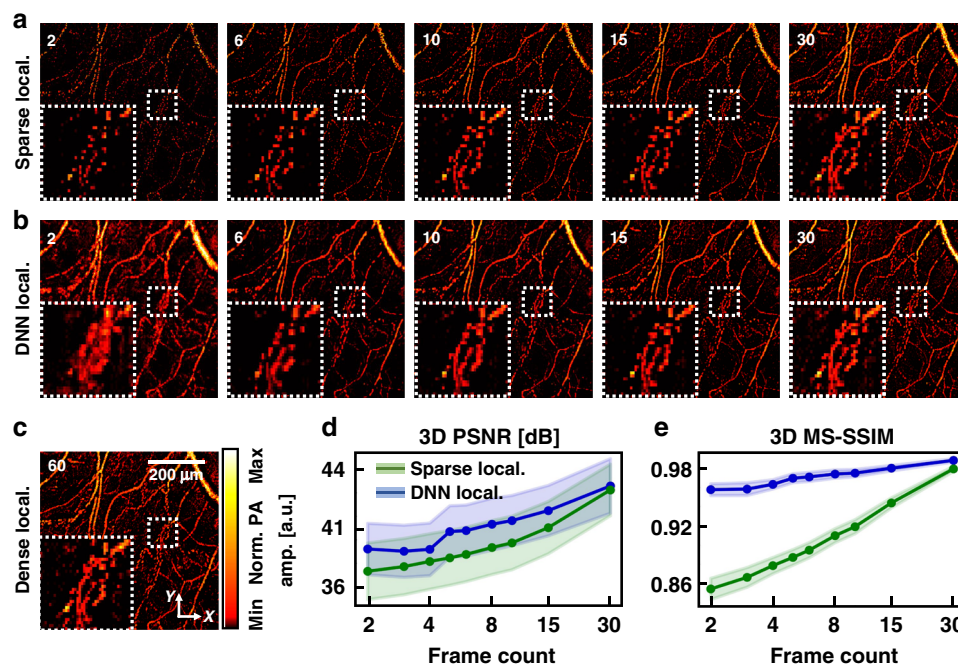 a
Sparse local.
2
6
10
15
30
b
DNN local.
2
6
10
15
30
c
Dense local.
60
200 μm
Y
X
Min Norm. PA Max
amp. [a.u.]
d
3D PSNR [dB]
Sparse local.
DNN local.
44
41
36
2 4 8 15 30
Frame count
e
3D MS-SSIM
0.98
0.92
0.86
2 4 8 15 30
Frame count